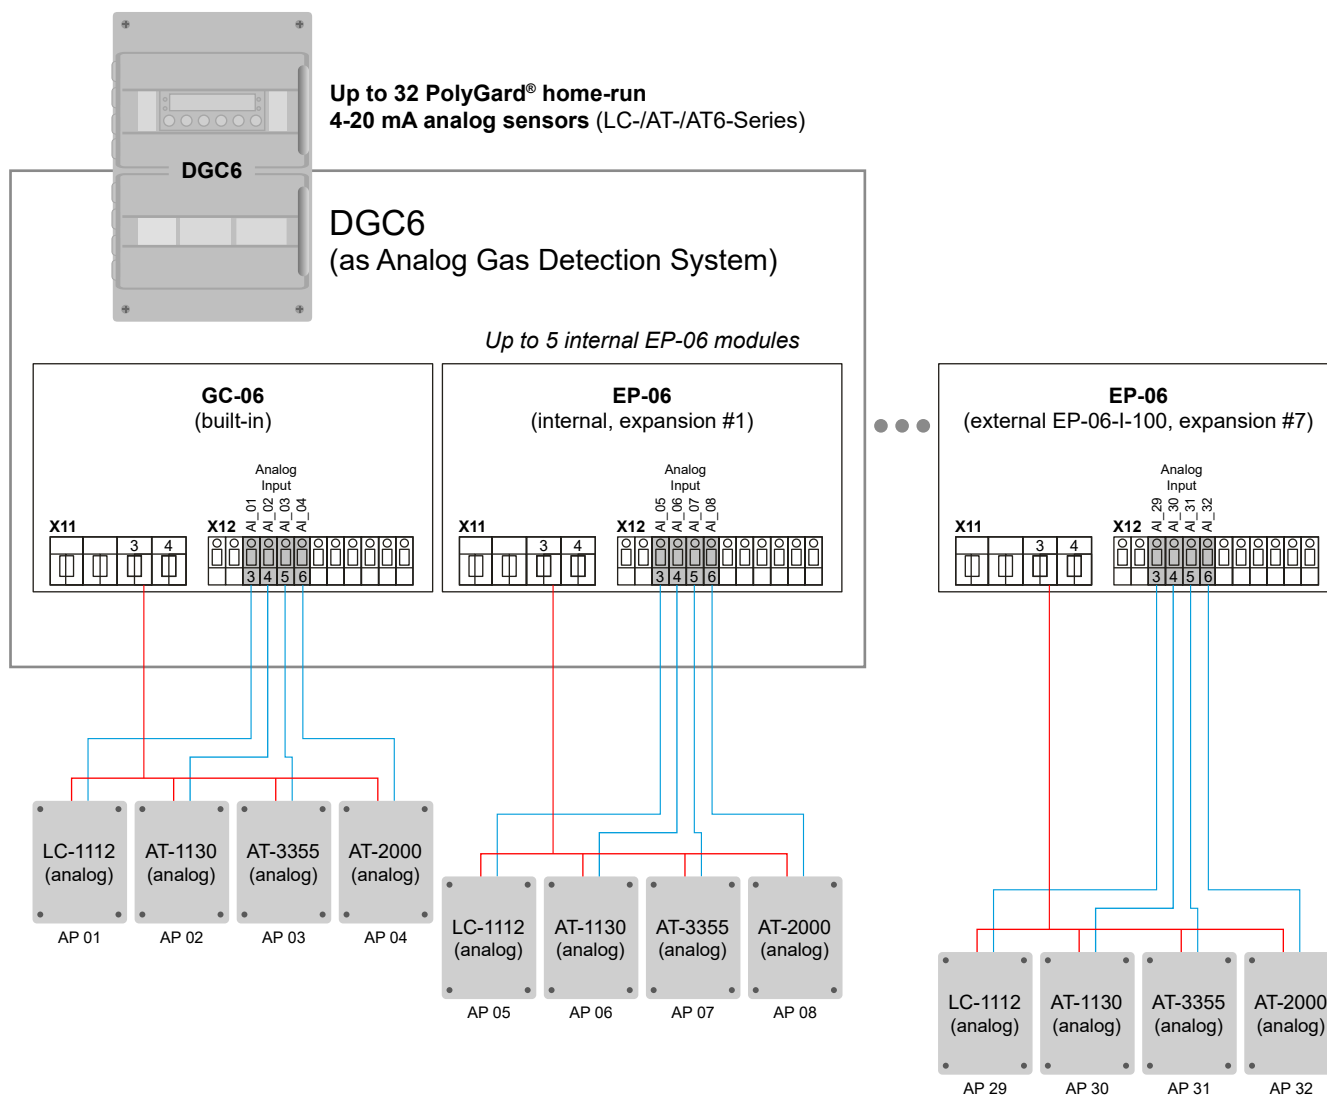 Up to 32 PolyGard® home-run
4-20 mA analog sensors (LC-/AT-/AT6-Series)
DGC6
DGC6
(as Analog Gas Detection System)
Up to 5 internal EP-06 modules
GC-06
(built-in)
Analog
Input
AI_01
AI_02
AI_03
AI_04
X11
X12
3 4
3 4 5 6
EP-06
(internal, expansion #1)
Analog
Input
AI_05
AI_06
AI_07
AI_08
X11
X12
3 4
3 4 5 6
EP-06
(external EP-06-I-100, expansion #7)
Analog
Input
AI_29
AI_30
AI_31
AI_32
X11
X12
3 4
3 4 5 6
LC-1112
(analog)
AP 01
AT-1130
(analog)
AP 02
AT-3355
(analog)
AP 03
AT-2000
(analog)
AP 04
LC-1112
(analog)
AP 05
AT-1130
(analog)
AP 06
AT-3355
(analog)
AP 07
AT-2000
(analog)
AP 08
LC-1112
(analog)
AP 29
AT-1130
(analog)
AP 30
AT-3355
(analog)
AP 31
AT-2000
(analog)
AP 32